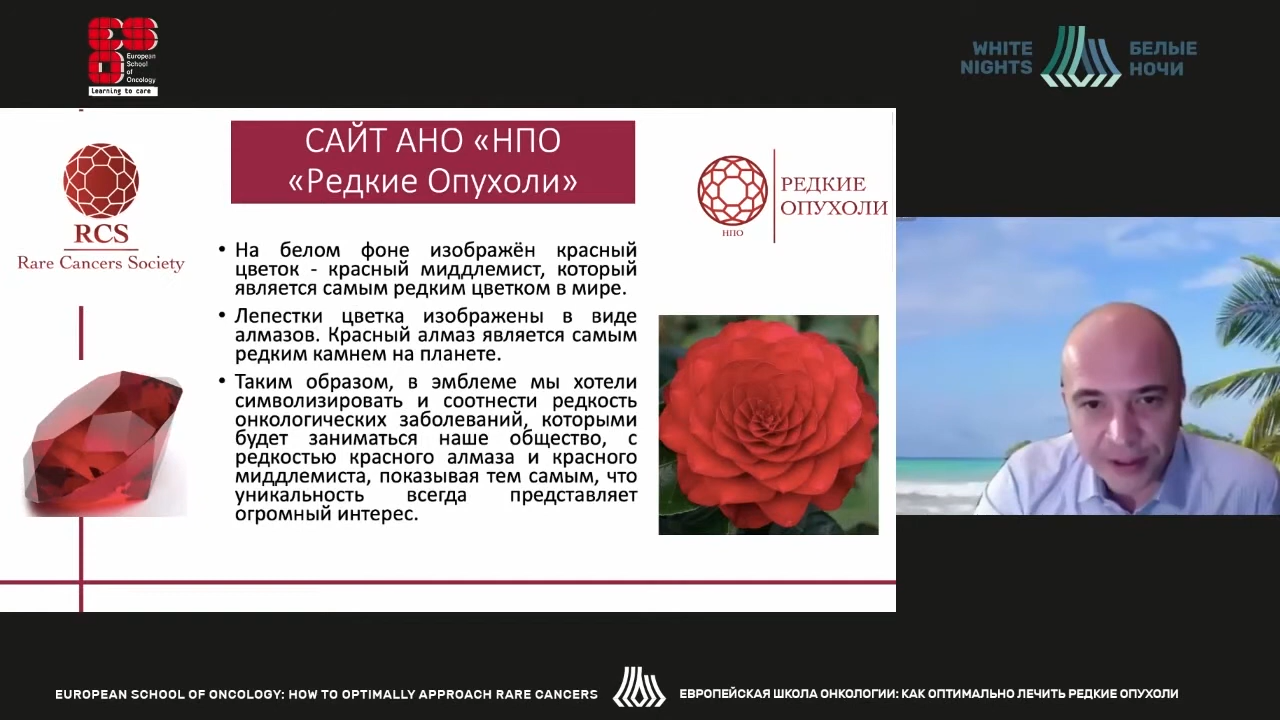 European
School
of
Oncology
Learning to care
WHITE
NIGHTS
БЕЛЫЕ
НОЧИ
САЙТ АНО «НПО
«Редкие Опухоли»
RCS
Rare Cancers Society
РЕДКИЕ
ОПУХОЛИ
НПО
• На белом фоне изображён красный
цветок - красный миддлемист, который
является самым редким цветком в мире.
• Лепестки цветка изображены в виде
алмазов. Красный алмаз является самым
редким камнем на планете.
• Таким образом, в эмблеме мы хотели
символизировать и соотнести редкость
онкологических заболеваний, которыми
будет заниматься наше общество, с
редкостью красного алмаза и красного
миддлемиста, показывая тем самым, что
уникальность всегда представляет
огромный интерес.
EUROPEAN SCHOOL OF ONCOLOGY: HOW TO OPTIMALLY APPROACH RARE CANCERS
ЕВРОПЕЙСКАЯ ШКОЛА ОНКОЛОГИИ: КАК ОПТИМАЛЬНО ЛЕЧИТЬ РЕДКИЕ ОПУХОЛИ